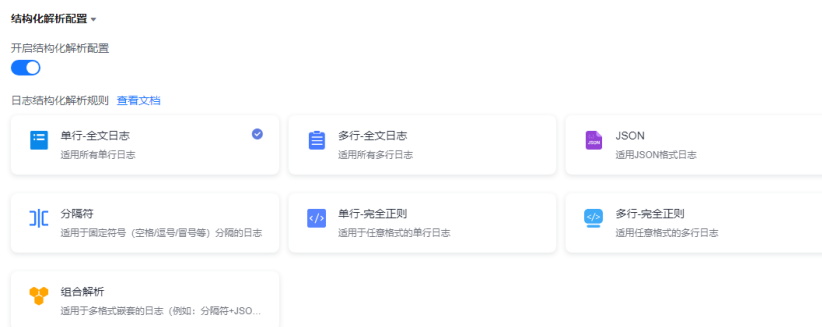 结构化解析配置
开启结构化解析配置
日志结构化解析规则 查看文档
单行-全文日志
适用所有单行日志
多行-全文日志
适用所有多行日志
JSON
适用JSON格式日志
分隔符
适用于固定符号（空格/逗号/冒号等）分隔的日志
单行-完全正则
适用于任意格式的单行日志
多行-完全正则
适用任意格式的多行日志
组合解析
适用于多格式嵌套的日志（例如：分隔符+JSO...